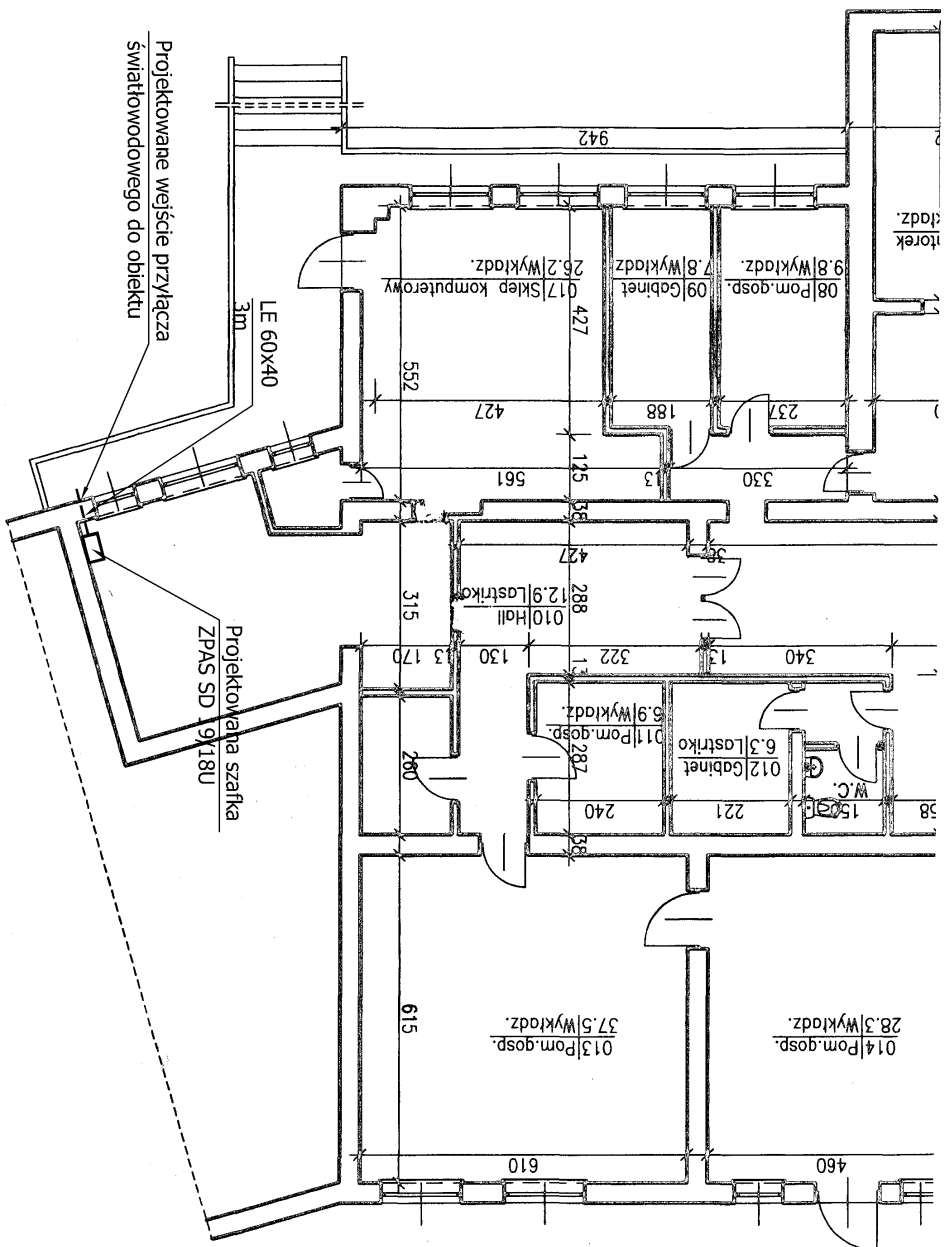 Projektowane wejście przyłącza
światłowodowego do obiektu
LE 60x40
3m
Projektowana szafka
ZPAS SD 19/18U
942
017 Sklep komputerowy
26.2 Wykładz.
09 Gabinet
7.8 Wykładz
08 Pom.gosp.
9.8 Wykładz.
427
552
427
188
237
125
561
13
330
38
427
38
010 Hall
12.9 Lastriko
288
315
170
13
130
322
13
340
13
011 Pom.gosp.
6.9 Wykładz.
012 Gabinet
6.3 Lastriko
W.C.
287
260
240
221
15
58
38
615
013 Pom.gosp.
37.5 Wykładz.
014 Pom.gosp.
28.3 Wykładz.
610
460